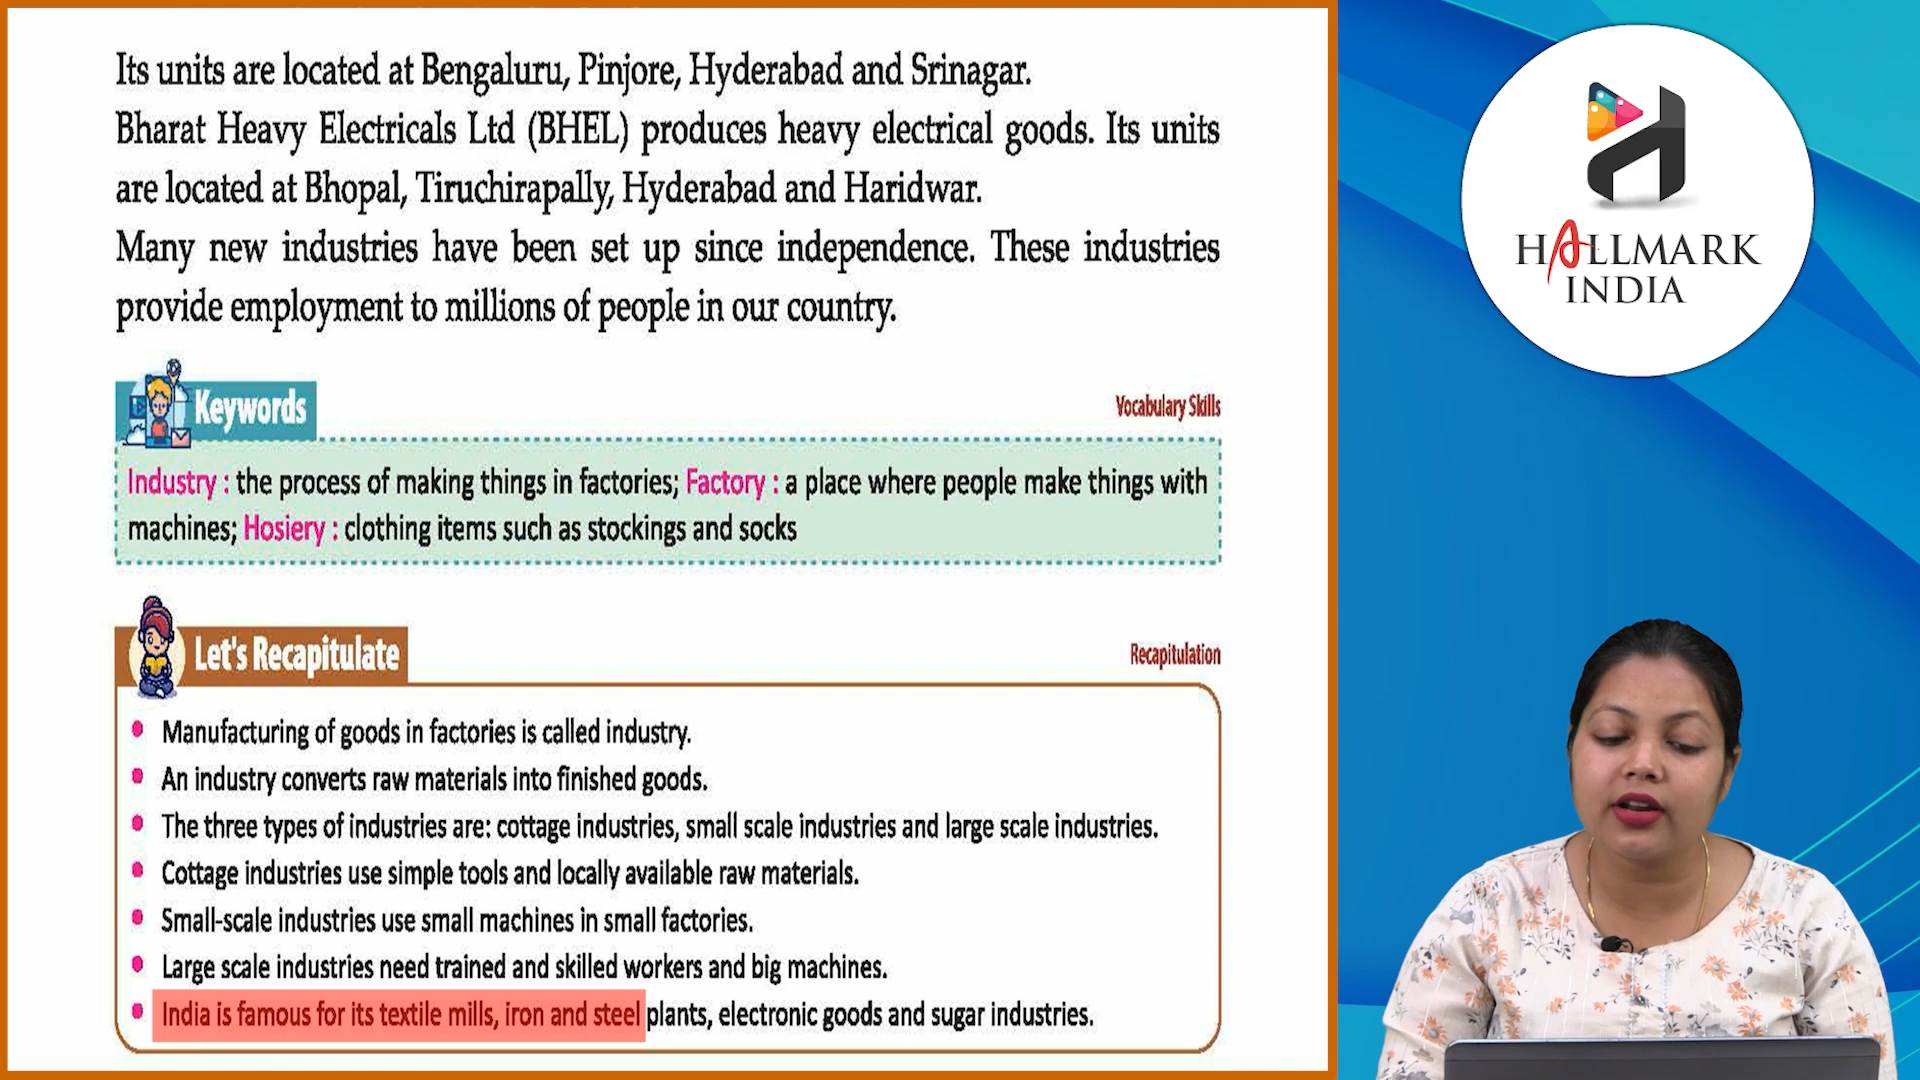 Its units are located at Bengaluru, Pinjore, Hyderabad and Srinagar.
Bharat Heavy Electricals Ltd (BHEL) produces heavy electrical goods. Its units
are located at Bhopal, Tiruchirapally, Hyderabad and Haridwar.
Many new industries have been set up since independence. These industries
provide employment to millions of people in our country.
Keywords
Vocabulary Skills
Industry : the process of making things in factories; Factory : a place where people make things with
machines; Hosiery : clothing items such as stockings and socks
Let's Recapitulate
Recapitulation
• Manufacturing of goods in factories is called industry.
• An industry converts raw materials into finished goods.
• The three types of industries are: cottage industries, small scale industries and large scale industries.
• Cottage industries use simple tools and locally available raw materials.
• Small-scale industries use small machines in small factories.
• Large scale industries need trained and skilled workers and big machines.
• India is famous for its textile mills, iron and steel plants, electronic goods and sugar industries.
HALLMARK
INDIA